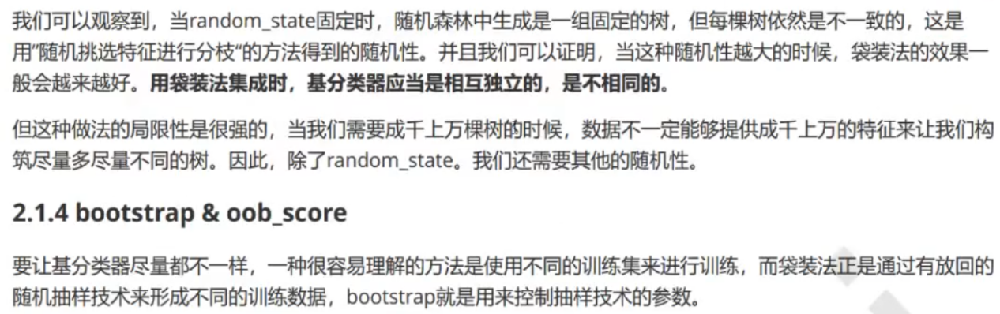 我们可以观察到，当random_state固定时，随机森林中生成是一组固定的树，但每棵树依然是不一致的，这是
用”随机挑选特征进行分枝“的方法得到的随机性。并且我们可以证明，当这种随机性越大的时候，袋装法的效果一
般会越来越好。用袋装法集成时，基分类器应当是相互独立的，是不相同的。
但这种做法的局限性是很强的，当我们需要成千上万棵树的时候，数据不一定能够提供成千上万的特征来让我们构
筑尽量多尽量不同的树。因此，除了random_state。我们还需要其他的随机性。
2.1.4 bootstrap & oob_score
要让基分类器尽量都不一样，一种很容易理解的方法是使用不同的训练集来进行训练，而袋装法正是通过有放回的
随机抽样技术来形成不同的训练数据，bootstrap就是用来控制抽样技术的参数。